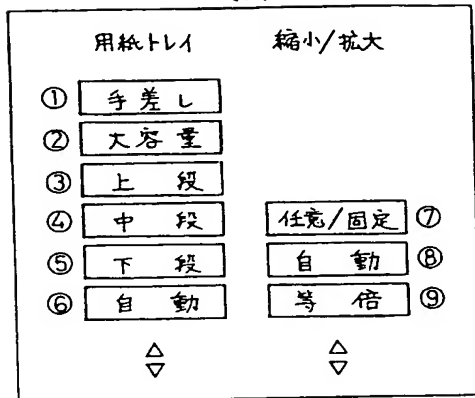 用紙トレイ 縮小/拡大
① 手差し
② 大容量
③ 上段
④ 中段 任意/固定 ⑦
⑤ 下段 自動 ⑧
⑥ 自動 等倍 ⑨
△ △
▽ ▽